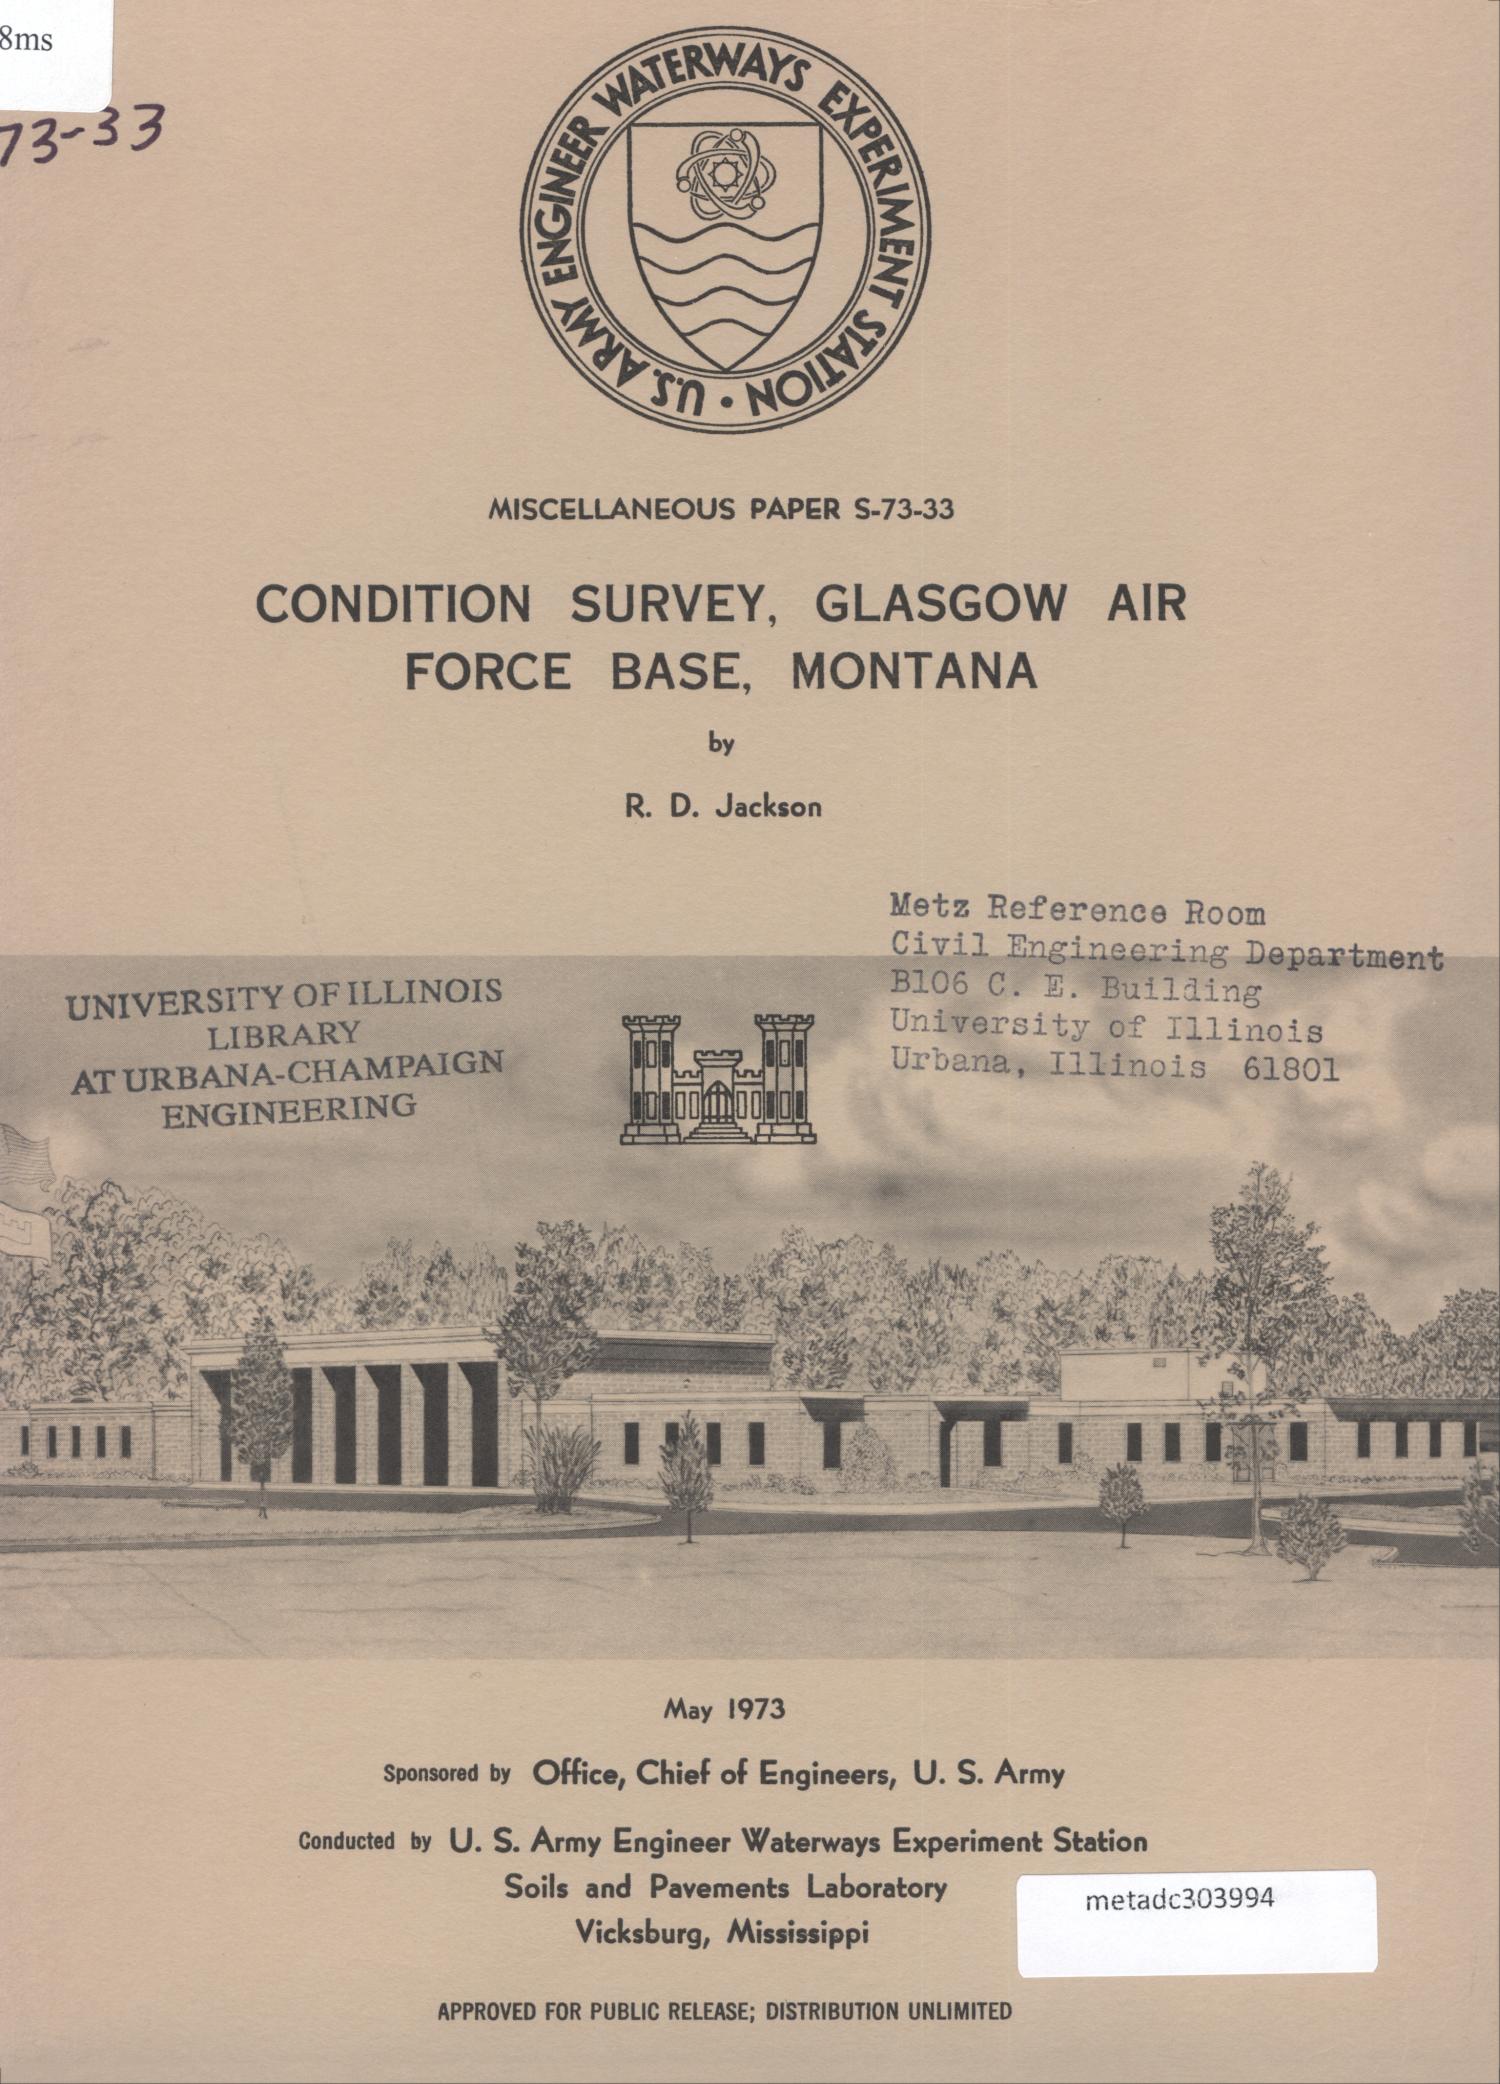 8ms
73-33
U.S. ARMY ENGINEER WATERWAYS EXPERIMENT STATION •
MISCELLANEOUS PAPER S-73-33
CONDITION SURVEY, GLASGOW AIR
FORCE BASE, MONTANA
by
R. D. Jackson
Metz Reference Room
Civil Engineering Department
B106 C. E. Building
University of Illinois
Urbana, Illinois 61801
UNIVERSITY OF ILLINOIS
LIBRARY
AT URBANA-CHAMPAIGN
ENGINEERING
E
May 1973
Sponsored by Office, Chief of Engineers, U. S. Army
Conducted by U. S. Army Engineer Waterways Experiment Station
Soils and Pavements Laboratory
Vicksburg, Mississippi
metadc303994
APPROVED FOR PUBLIC RELEASE; DISTRIBUTION UNLIMITED